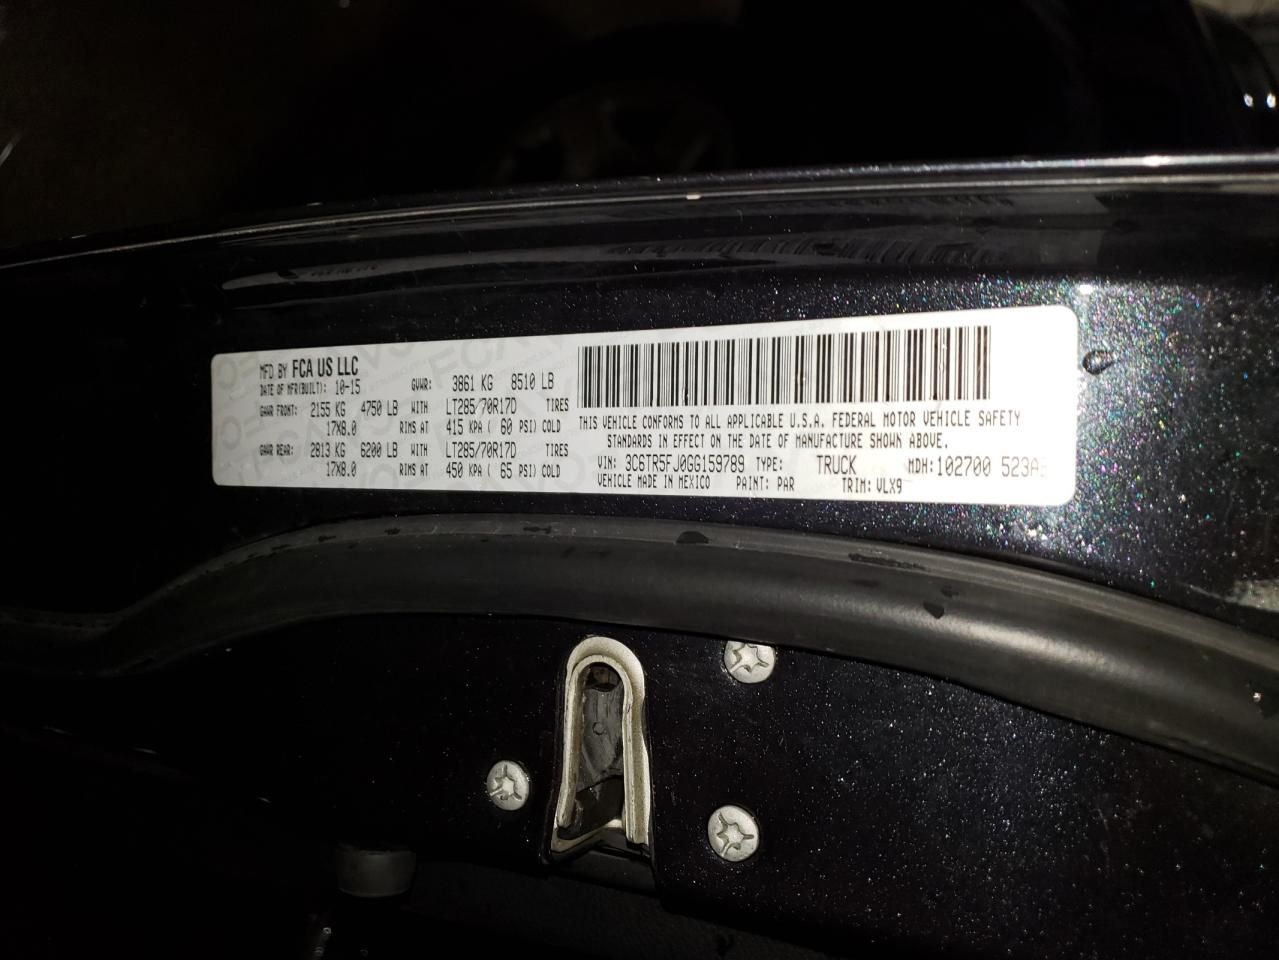 MFD BY FCA US LLC
DATE OF MFR(BUILT): 10-15 GVWR: 3861 KG 8510 LB
GAWR FRONT: 2155 KG 4750 LB WITH LT285/70R17D TIRES
17X8.0 RIMS AT 415 KPA ( 60 PSI) COLD
GAWR REAR: 2813 KG 6200 LB WITH LT285/70R17D TIRES
17X8.0 RIMS AT 450 KPA ( 65 PSI) COLD
THIS VEHICLE CONFORMS TO ALL APPLICABLE U.S.A. FEDERAL MOTOR VEHICLE SAFETY
STANDARDS IN EFFECT ON THE DATE OF MANUFACTURE SHOWN ABOVE.
VIN: 3C6TR5FJ0GG159789 TYPE: TRUCK MDH: 102700
VEHICLE MADE IN MEXICO PAINT: PAR TRIM: VLX9